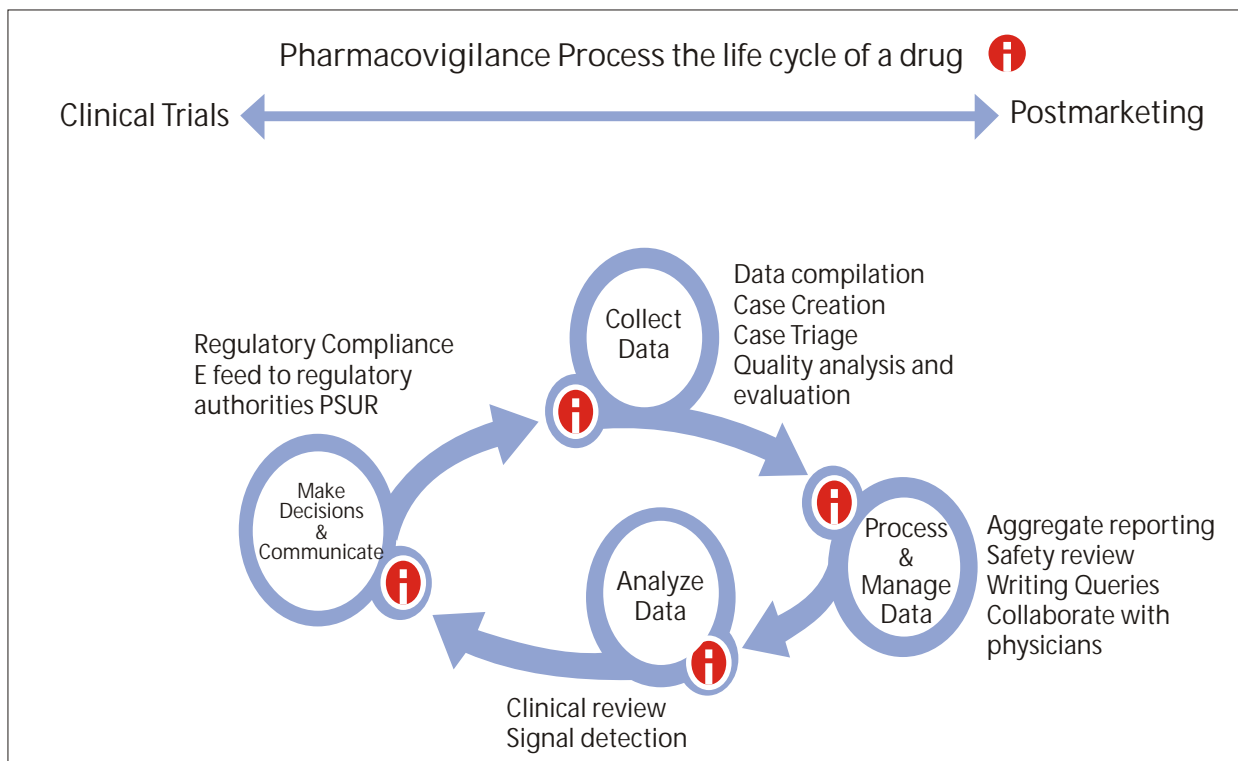 Pharmacovigilance Process the life cycle of a drug i
Clinical Trials
Postmarketing
Collect
Data
Data compilation
Case Creation
Case Triage
Quality analysis and
evaluation
i
Regulatory Compliance
E feed to regulatory
authorities PSUR
Make
Decisions
&
Communicate
i
i
Process
&
Manage
Data
Aggregate reporting
Safety review
Writing Queries
Collaborate with
physicians
Analyze
Data
i
Clinical review
Signal detection